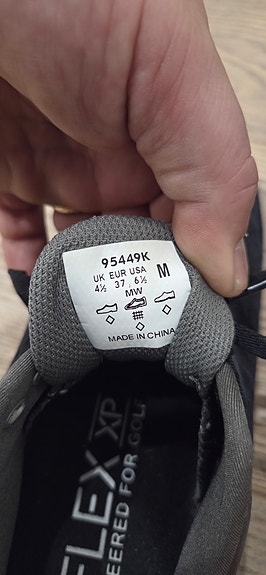 95449K
UK EUR USA M
4½ 37 6½
MW
MADE IN CHINA
FLEX XP
EERED FOR GOL